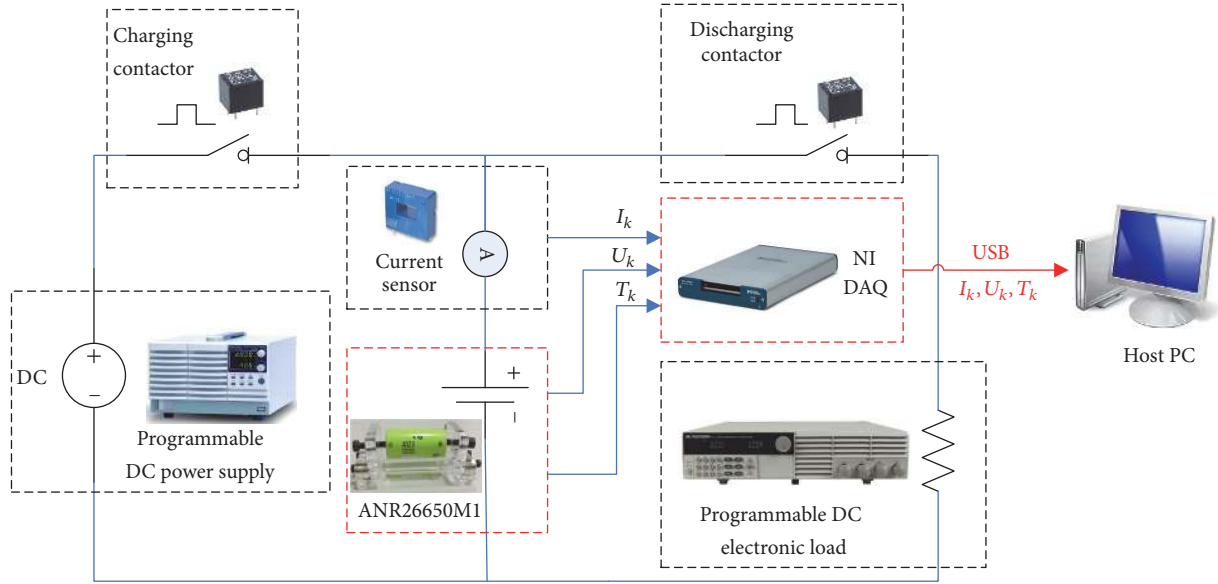 Charging
contactor
Discharging
contactor
Current
sensor
A
I_k
U_k
T_k
NI
DAQ
USB
I_k, U_k, T_k
Host PC
DC
+
−
Programmable
DC power supply
+
−
ANR26650M1
Programmable DC
electronic load